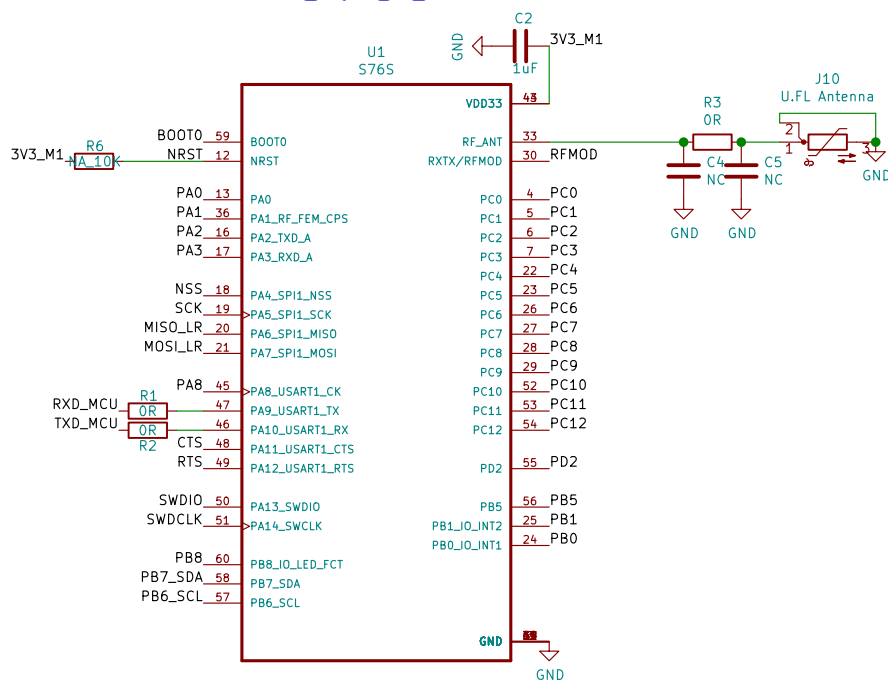 C2
GND
1uF
3V3_M1
U1
S76S
VDD33
J10
U.FL Antenna
R3
0R
BOOT0 59 BOOT0
RF_ANT 33
2
1
3
3V3_M1
R6
NA_10K
NRST 12 NRST
RXTX/RFMOD 30 RFMOD
C4
NC
C5
NC
GND
GND
GND
PA0 13 PA0
PC0 4 PC0
PA1 36 PA1_RF_FEM_CPS
PC1 5 PC1
PA2 16 PA2_TXD_A
PC2 6 PC2
PA3 17 PA3_RXD_A
PC3 7 PC3
PC4 22 PC4
NSS 18 PA4_SPI1_NSS
PC5 23 PC5
SCK 19 PA5_SPI1_SCK
PC6 26 PC6
MISO_LR 20 PA6_SPI1_MISO
PC7 27 PC7
MOSI_LR 21 PA7_SPI1_MOSI
PC8 28 PC8
PC9 29 PC9
PA8 45 PA8_USART1_CK
PC10 52 PC10
R1
RXD_MCU 0R 47 PA9_USART1_TX
PC11 53 PC11
TXD_MCU 0R 46 PA10_USART1_RX
R2
PC12 54 PC12
CTS 48 PA11_USART1_CTS
RTS 49 PA12_USART1_RTS
PD2 55 PD2
SWDIO 50 PA13_SWDIO
PB5 56 PB5
SWDCLK 51 PA14_SWCLK
PB1_IO_INT2 25 PB1
PB0_IO_INT1 24 PB0
PB8 60 PB8_IO_LED_FCT
PB7_SDA 58 PB7_SDA
PB6_SCL 57 PB6_SCL
GND
GND